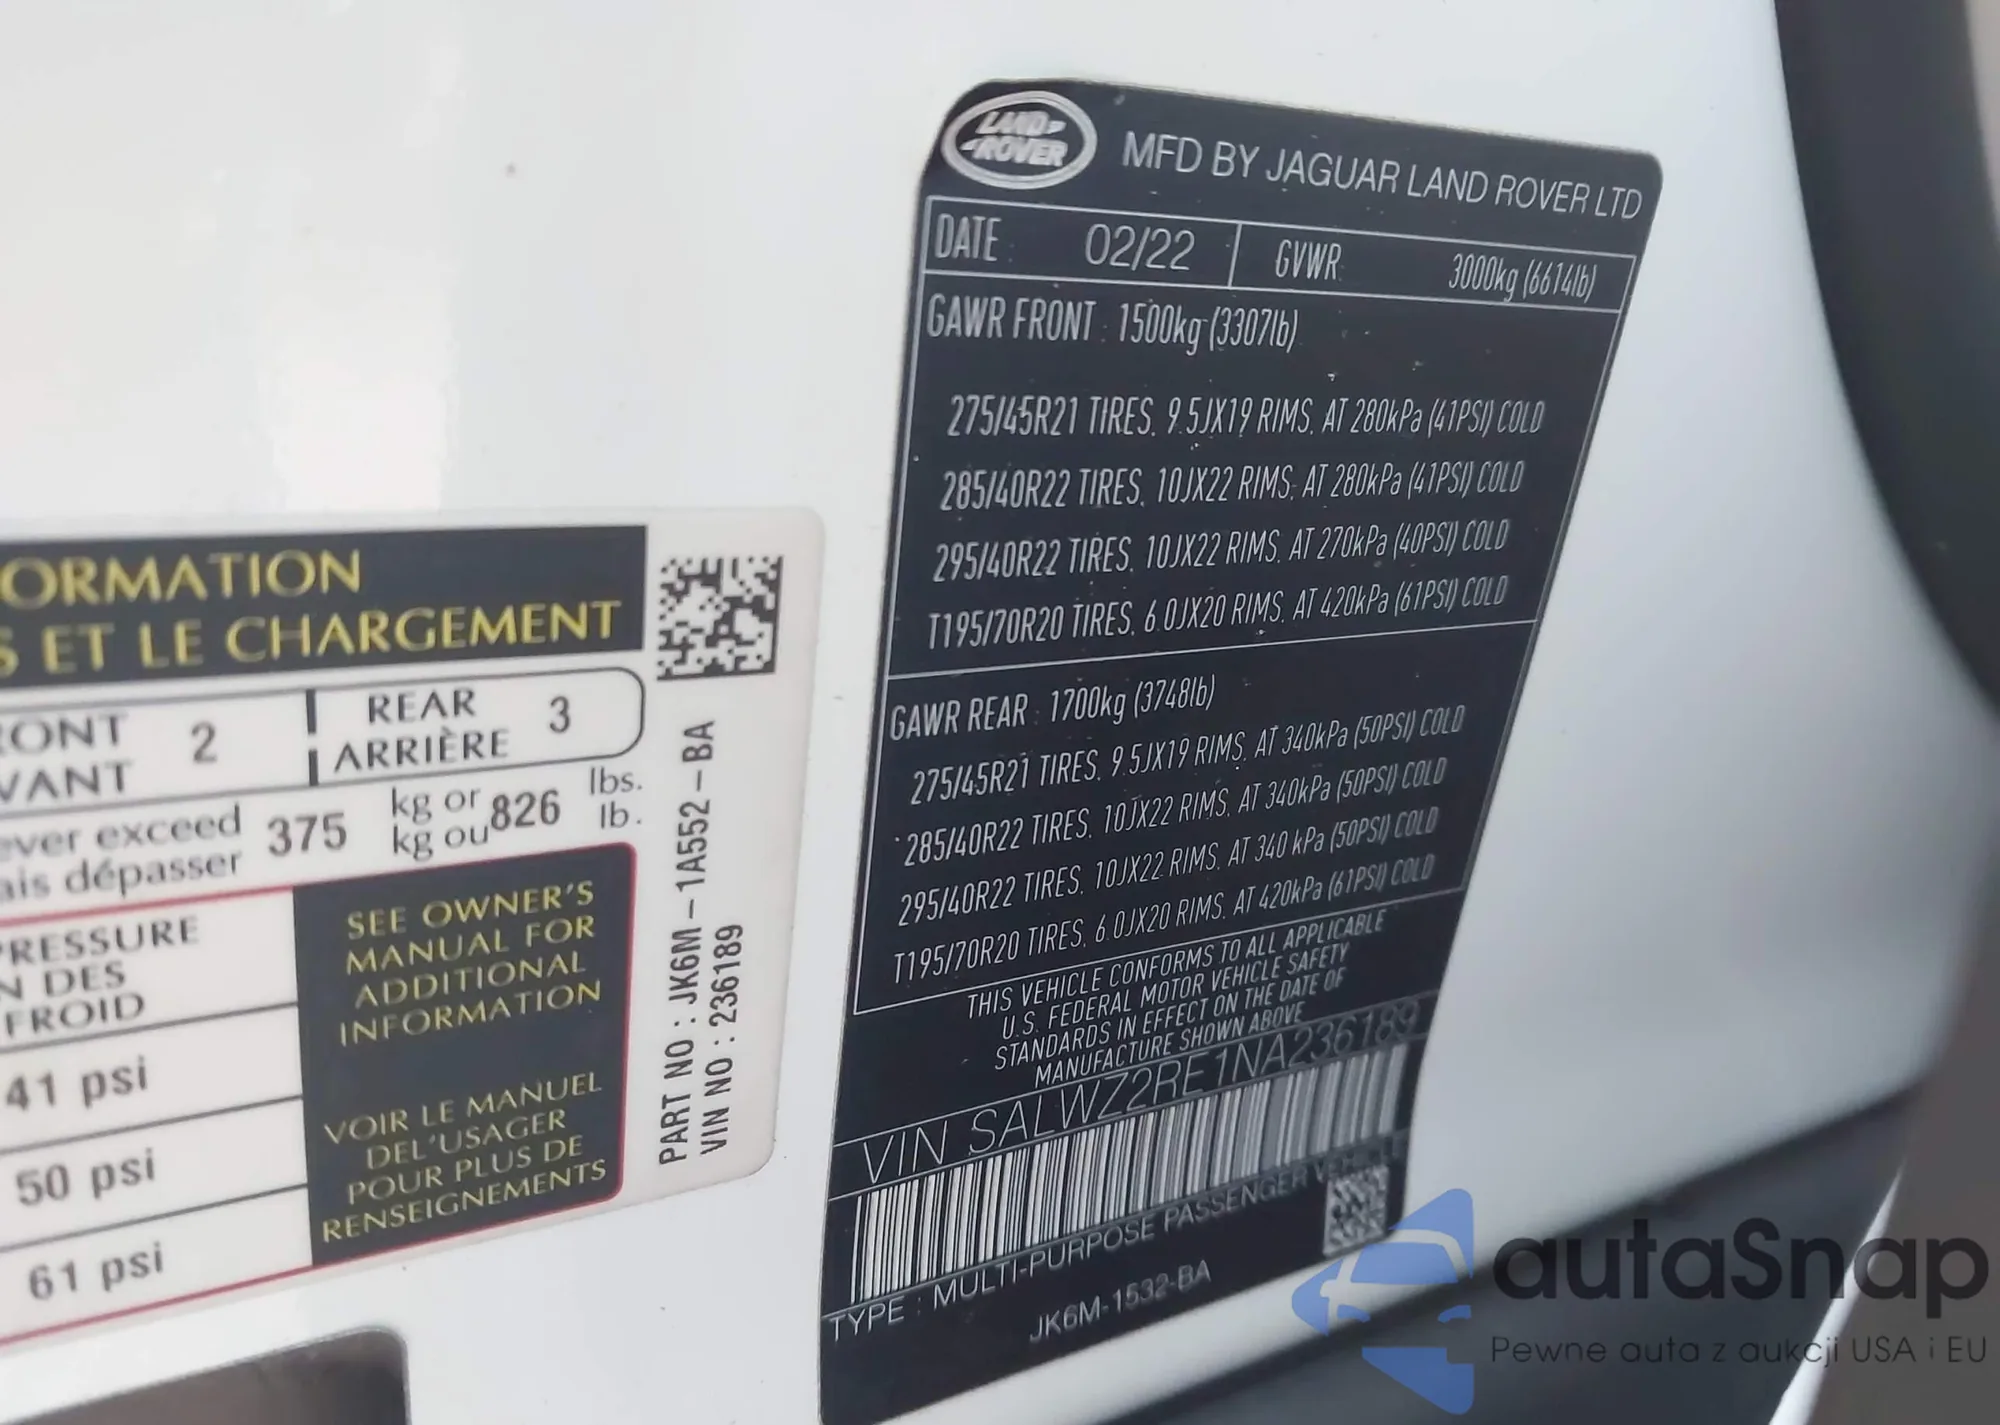 ORMATION
S ET LE CHARGEMENT
RONT
VANT
2
REAR
ARRIÈRE
3
ever exceed
ais dépasser
375
kg or
kg ou
826
lbs.
lb.
PRESSURE
N DES
FROID
41 psi
50 psi
61 psi
SEE OWNER'S
MANUAL FOR
ADDITIONAL
INFORMATION
VOIR LE MANUEL
DEL'USAGER
POUR PLUS DE
RENSEIGNEMENTS
PART NO : JK6M – 1A552 – BA
VIN NO : 236189
LAND
ROVER
MFD BY JAGUAR LAND ROVER LTD
DATE : 02/22 GVWR: 3000kg (6614lb)
GAWR FRONT : 1500kg (3307lb)
275/45R21 TIRES, 9.5JX19 RIMS, AT 280kPa (41PSI) COLD
285/40R22 TIRES, 10JX22 RIMS, AT 280kPa (41PSI) COLD
295/40R22 TIRES, 10JX22 RIMS, AT 270kPa (40PSI) COLD
T195/70R20 TIRES, 6.0JX20 RIMS, AT 420kPa (61PSI) COLD
GAWR REAR : 1700kg (3748lb)
275/45R21 TIRES, 9.5JX19 RIMS, AT 340kPa (50PSI) COLD
285/40R22 TIRES, 10JX22 RIMS, AT 340kPa (50PSI) COLD
295/40R22 TIRES, 10JX22 RIMS, AT 340 kPa (50PSI) COLD
T195/70R20 TIRES, 6.0JX20 RIMS, AT 420kPa (61PSI) COLD
THIS VEHICLE CONFORMS TO ALL APPLICABLE
U.S. FEDERAL MOTOR VEHICLE SAFETY
STANDARDS IN EFFECT ON THE DATE OF
MANUFACTURE SHOWN ABOVE
VIN SALWZ2RE1NA236189
TYPE : MULTI-PURPOSE PASSENGER VEHICLE
JK6M-1532-BA
autaSnap
Pewne auta z aukcji USA i EU